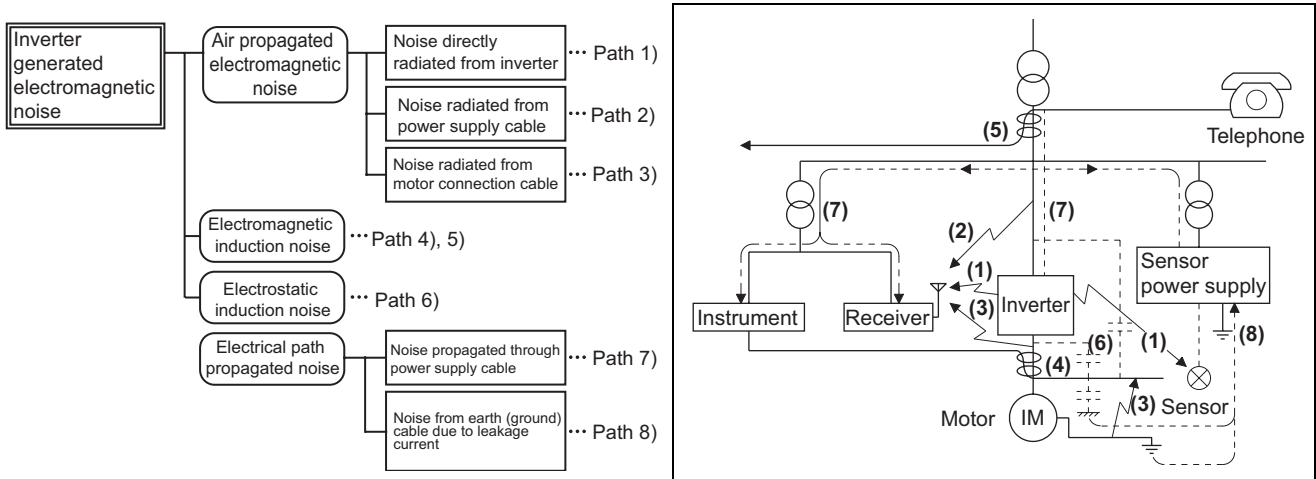 Inverter
generated
electromagnetic
noise
Air propagated
electromagnetic
noise
Noise directly
radiated from inverter
··· Path 1)
Noise radiated from
power supply cable
··· Path 2)
Noise radiated from
motor connection cable
··· Path 3)
Electromagnetic
induction noise
···Path 4), 5)
Electrostatic
induction noise
··· Path 6)
Electrical path
propagated noise
Noise propagated through
power supply cable
··· Path 7)
Noise from earth (ground)
cable due to leakage
current
··· Path 8)
Telephone
(5)
(7)
(7)
(2)
(1)
(3)
Sensor
power supply
Instrument
Receiver
Inverter
(8)
(6)
(1)
(4)
(3)
Sensor
Motor
IM